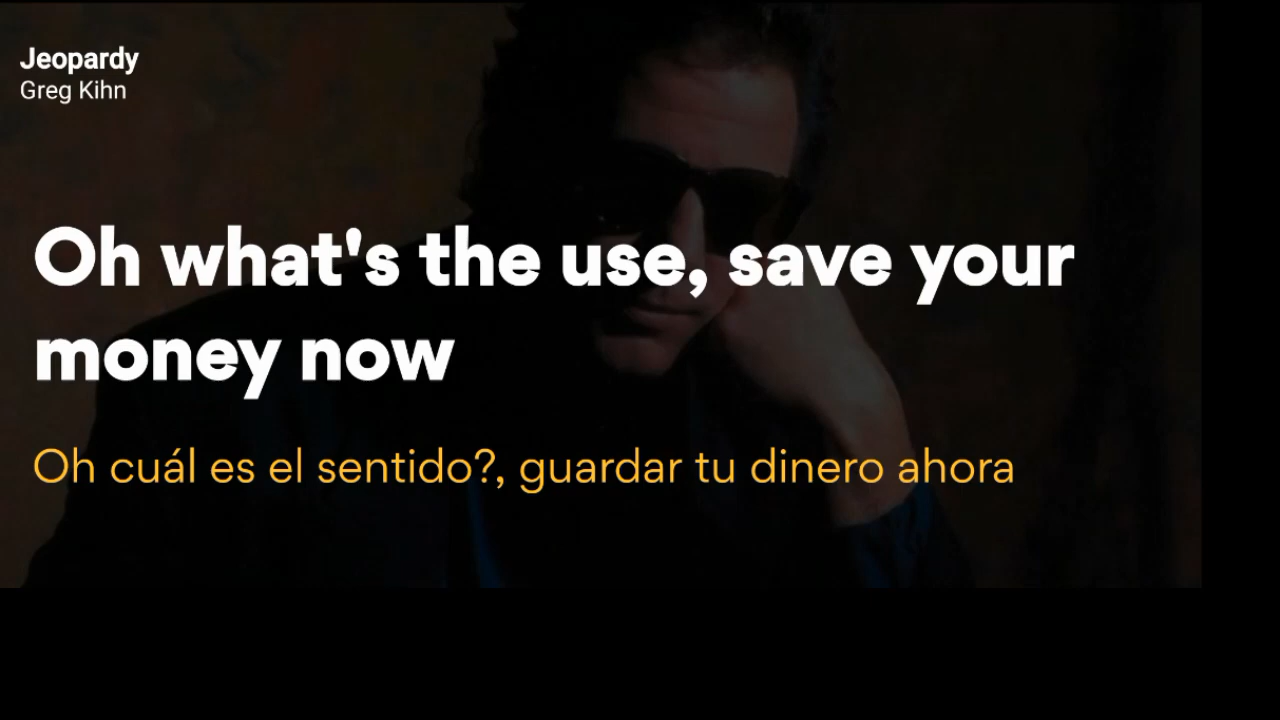 Jeopardy
Greg Kihn
Oh what's the use, save your
money now
Oh cuál es el sentido?, guardar tu dinero ahora